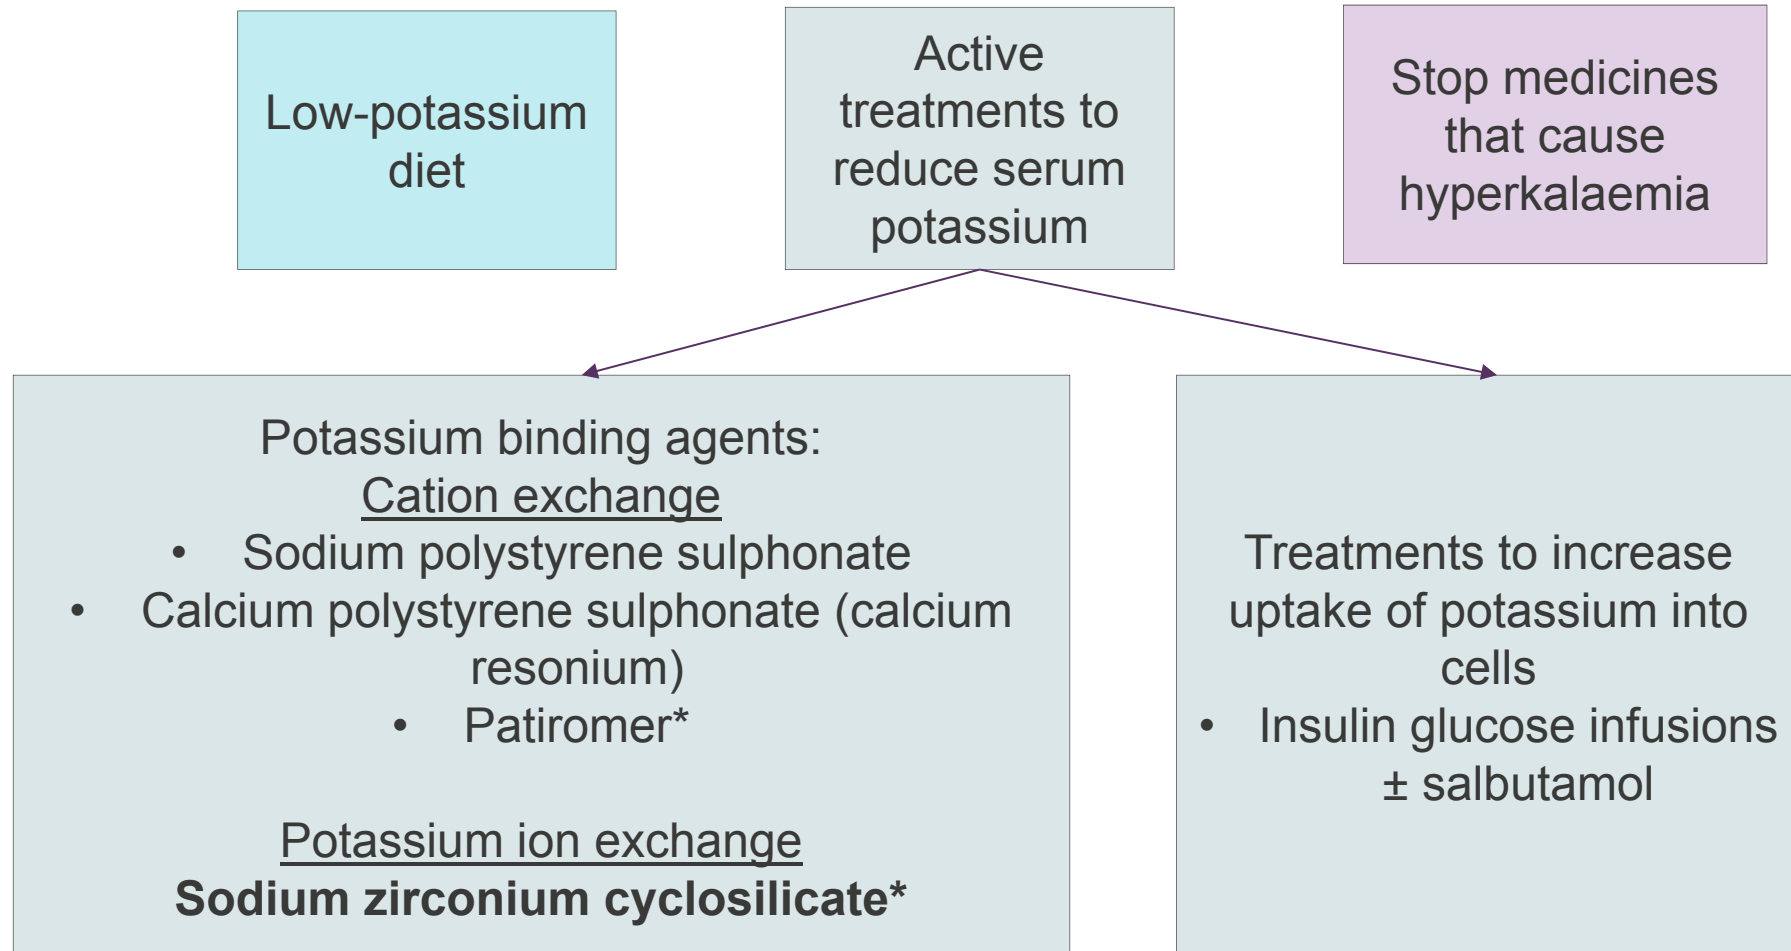 Low-potassium
diet
Active
treatments to
reduce serum
potassium
Stop medicines
that cause
hyperkalaemia
Potassium binding agents:
Cation exchange
• Sodium polystyrene sulphonate
• Calcium polystyrene sulphonate (calcium
resonium)
• Patiromer*
Potassium ion exchange
Sodium zirconium cyclosilicate*
Treatments to increase
uptake of potassium into
cells
• Insulin glucose infusions
± salbutamol